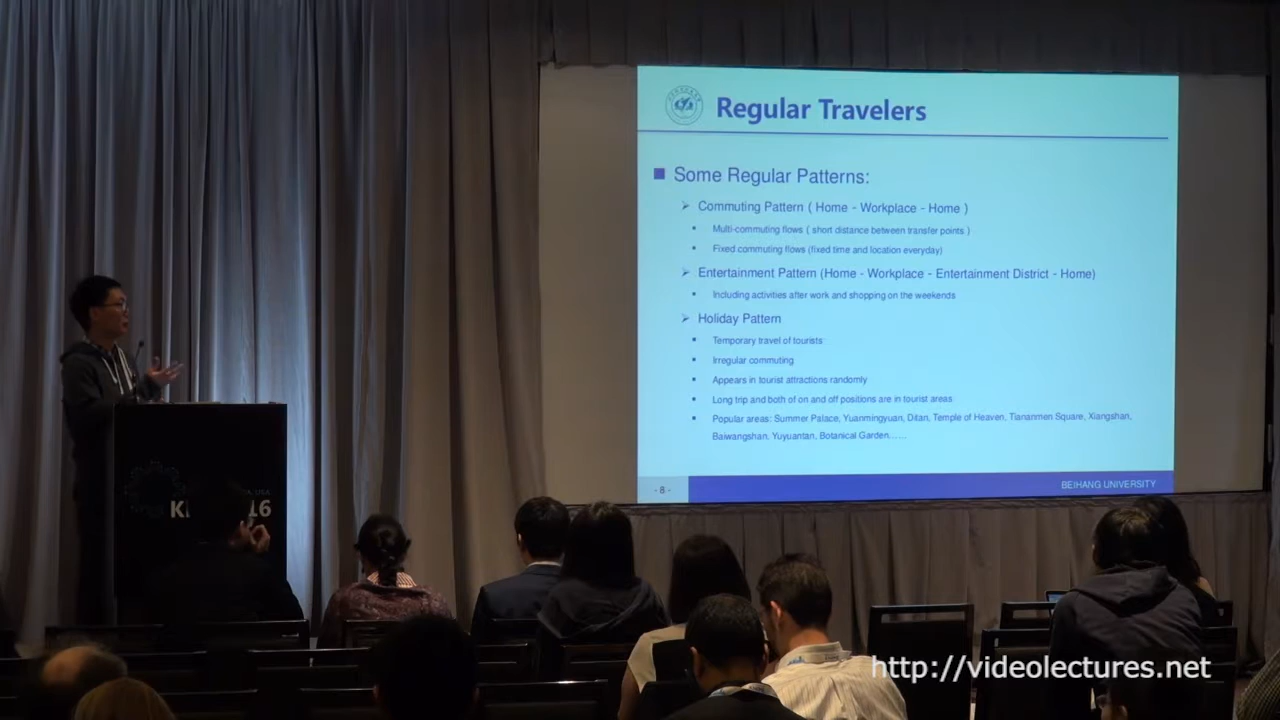 Regular Travelers
Some Regular Patterns:
Commuting Pattern ( Home - Workplace - Home )
Multi-commuting flows ( short distance between transfer points )
Fixed commuting flows (fixed time and location everyday)
Entertainment Pattern (Home - Workplace - Entertainment District - Home)
Including activities after work and shopping on the weekends
Holiday Pattern
Temporary travel of tourists
Irregular commuting
Appears in tourist attractions randomly
Long trip and both of on and off positions are in tourist areas
Popular areas: Summer Palace, Yuanmingyuan, Ditan, Temple of Heaven, Tiananmen Square, Xiangshan,
Baiwangshan, Yuyuantan, Botanical Garden……
- 8 -
BEIHANG UNIVERSITY
16
http://videolectures.net